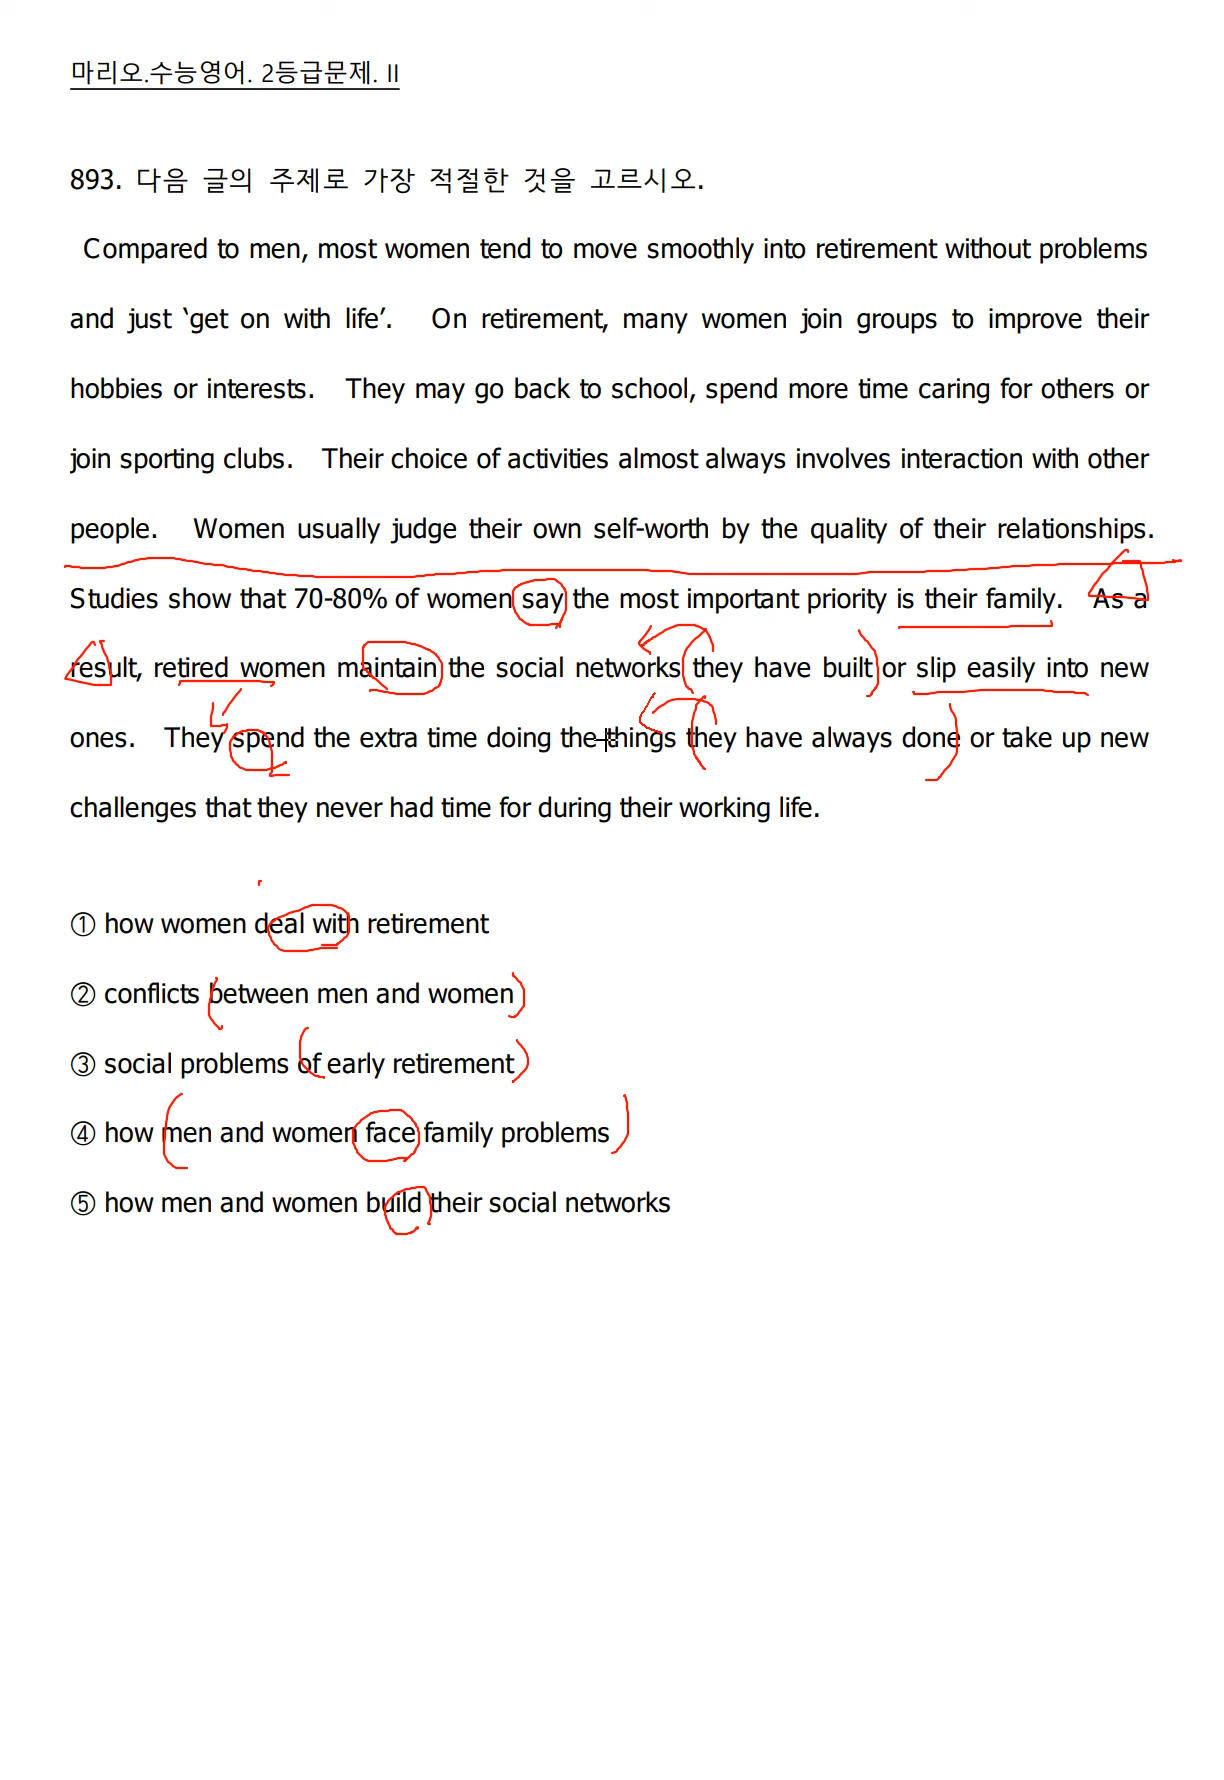 마리오.수능영어. 2등급문제. II
893. 다음 글의 주제로 가장 적절한 것을 고르시오.
Compared to men, most women tend to move smoothly into retirement without problems
and just ‘get on with life’. On retirement, many women join groups to improve their
hobbies or interests. They may go back to school, spend more time caring for others or
join sporting clubs. Their choice of activities almost always involves interaction with other
people. Women usually judge their own self-worth by the quality of their relationships.
Studies show that 70-80% of women say the most important priority is their family. As a
result, retired women maintain the social networks they have built or slip easily into new
ones. They spend the extra time doing the things they have always done or take up new
challenges that they never had time for during their working life.
① how women deal with retirement
② conflicts between men and women
③ social problems of early retirement
④ how men and women face family problems
⑤ how men and women build their social networks